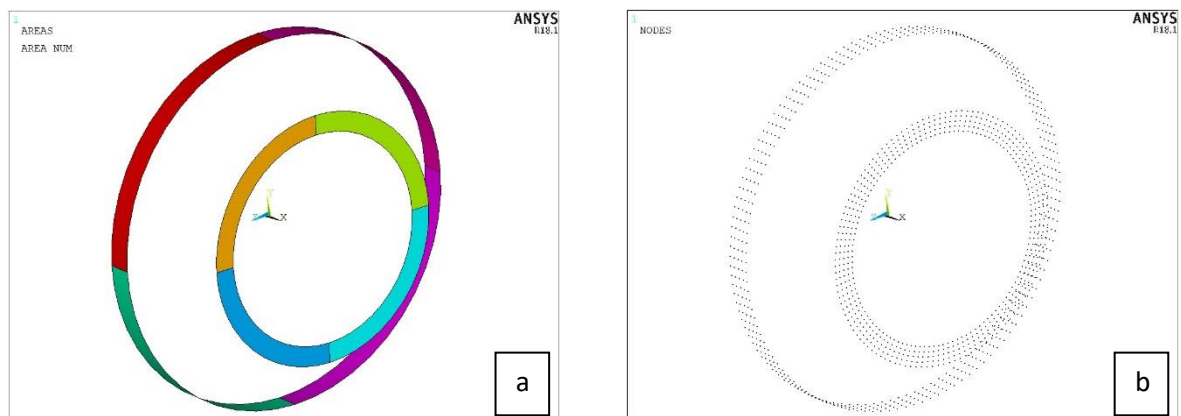 1
AREAS
AREA NUM
ANSYS
R18.1
Y
Z
X
a
1
NODES
ANSYS
R18.1
Y
Z
X
b